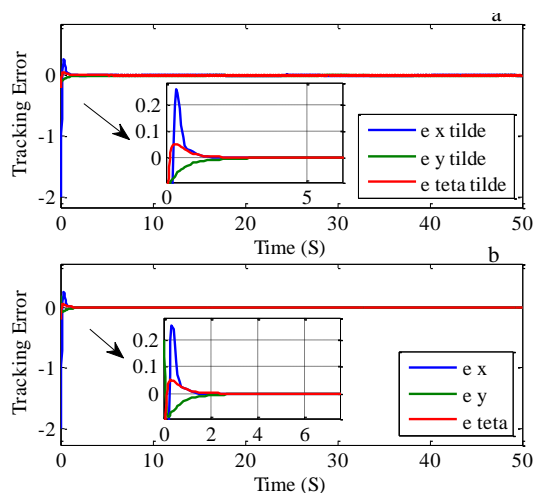 a
Tracking Error
0
-1
-2
0.2
0.1
0
0
5
e x tilde
e y tilde
e teta tilde
0 10 20 30 40 50
Time (S)
b
Tracking Error
0
-1
-2
0.2
0.1
0
0 2 4 6
e x
e y
e teta
0 10 20 30 40 50
Time (S)